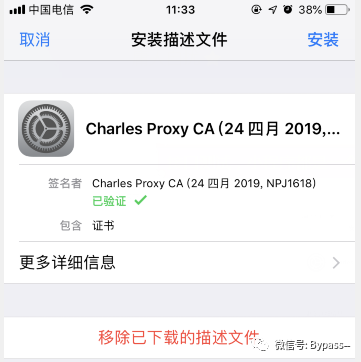 中国电信 11:33 38%
取消 安装描述文件 安装
Charles Proxy CA (24 四月 2019,...
签名者 Charles Proxy CA (24 四月 2019, NPJ1618)
已验证
包含 证书
更多详细信息
移除已下载的描述文件
微信号: Bypass--